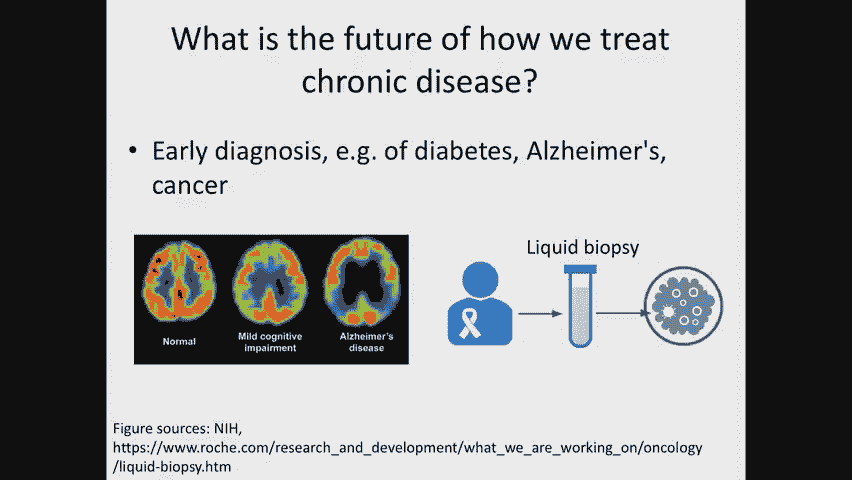 What is the future of how we treat
chronic disease?
• Early diagnosis, e.g. of diabetes, Alzheimer's,
cancer
Normal
Mild cognitive
impairment
Alzheimer's
disease
Liquid biopsy
Figure sources: NIH,
https://www.roche.com/research_and_development/what_we_are_working_on/oncology
/liquid-biopsy.htm